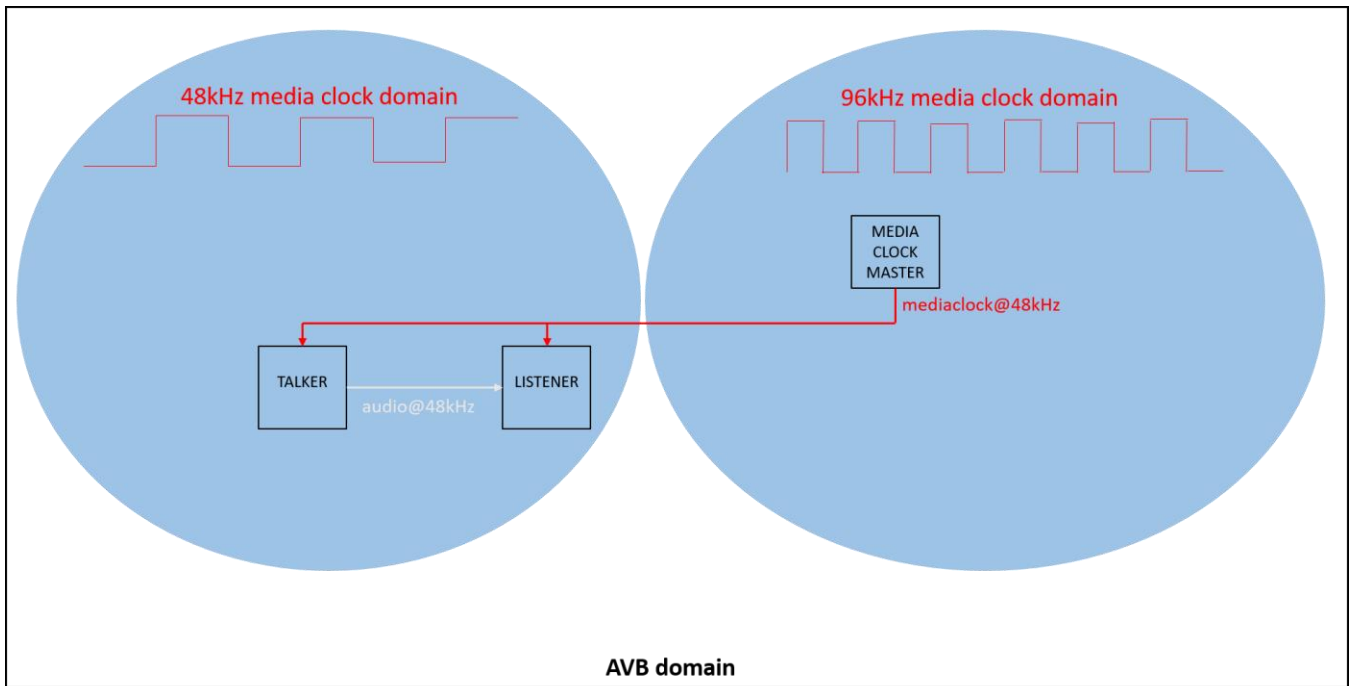 48kHz media clock domain
96kHz media clock domain
MEDIA
CLOCK
MASTER
mediaclock@48kHz
TALKER
LISTENER
audio@48kHz
AVB domain